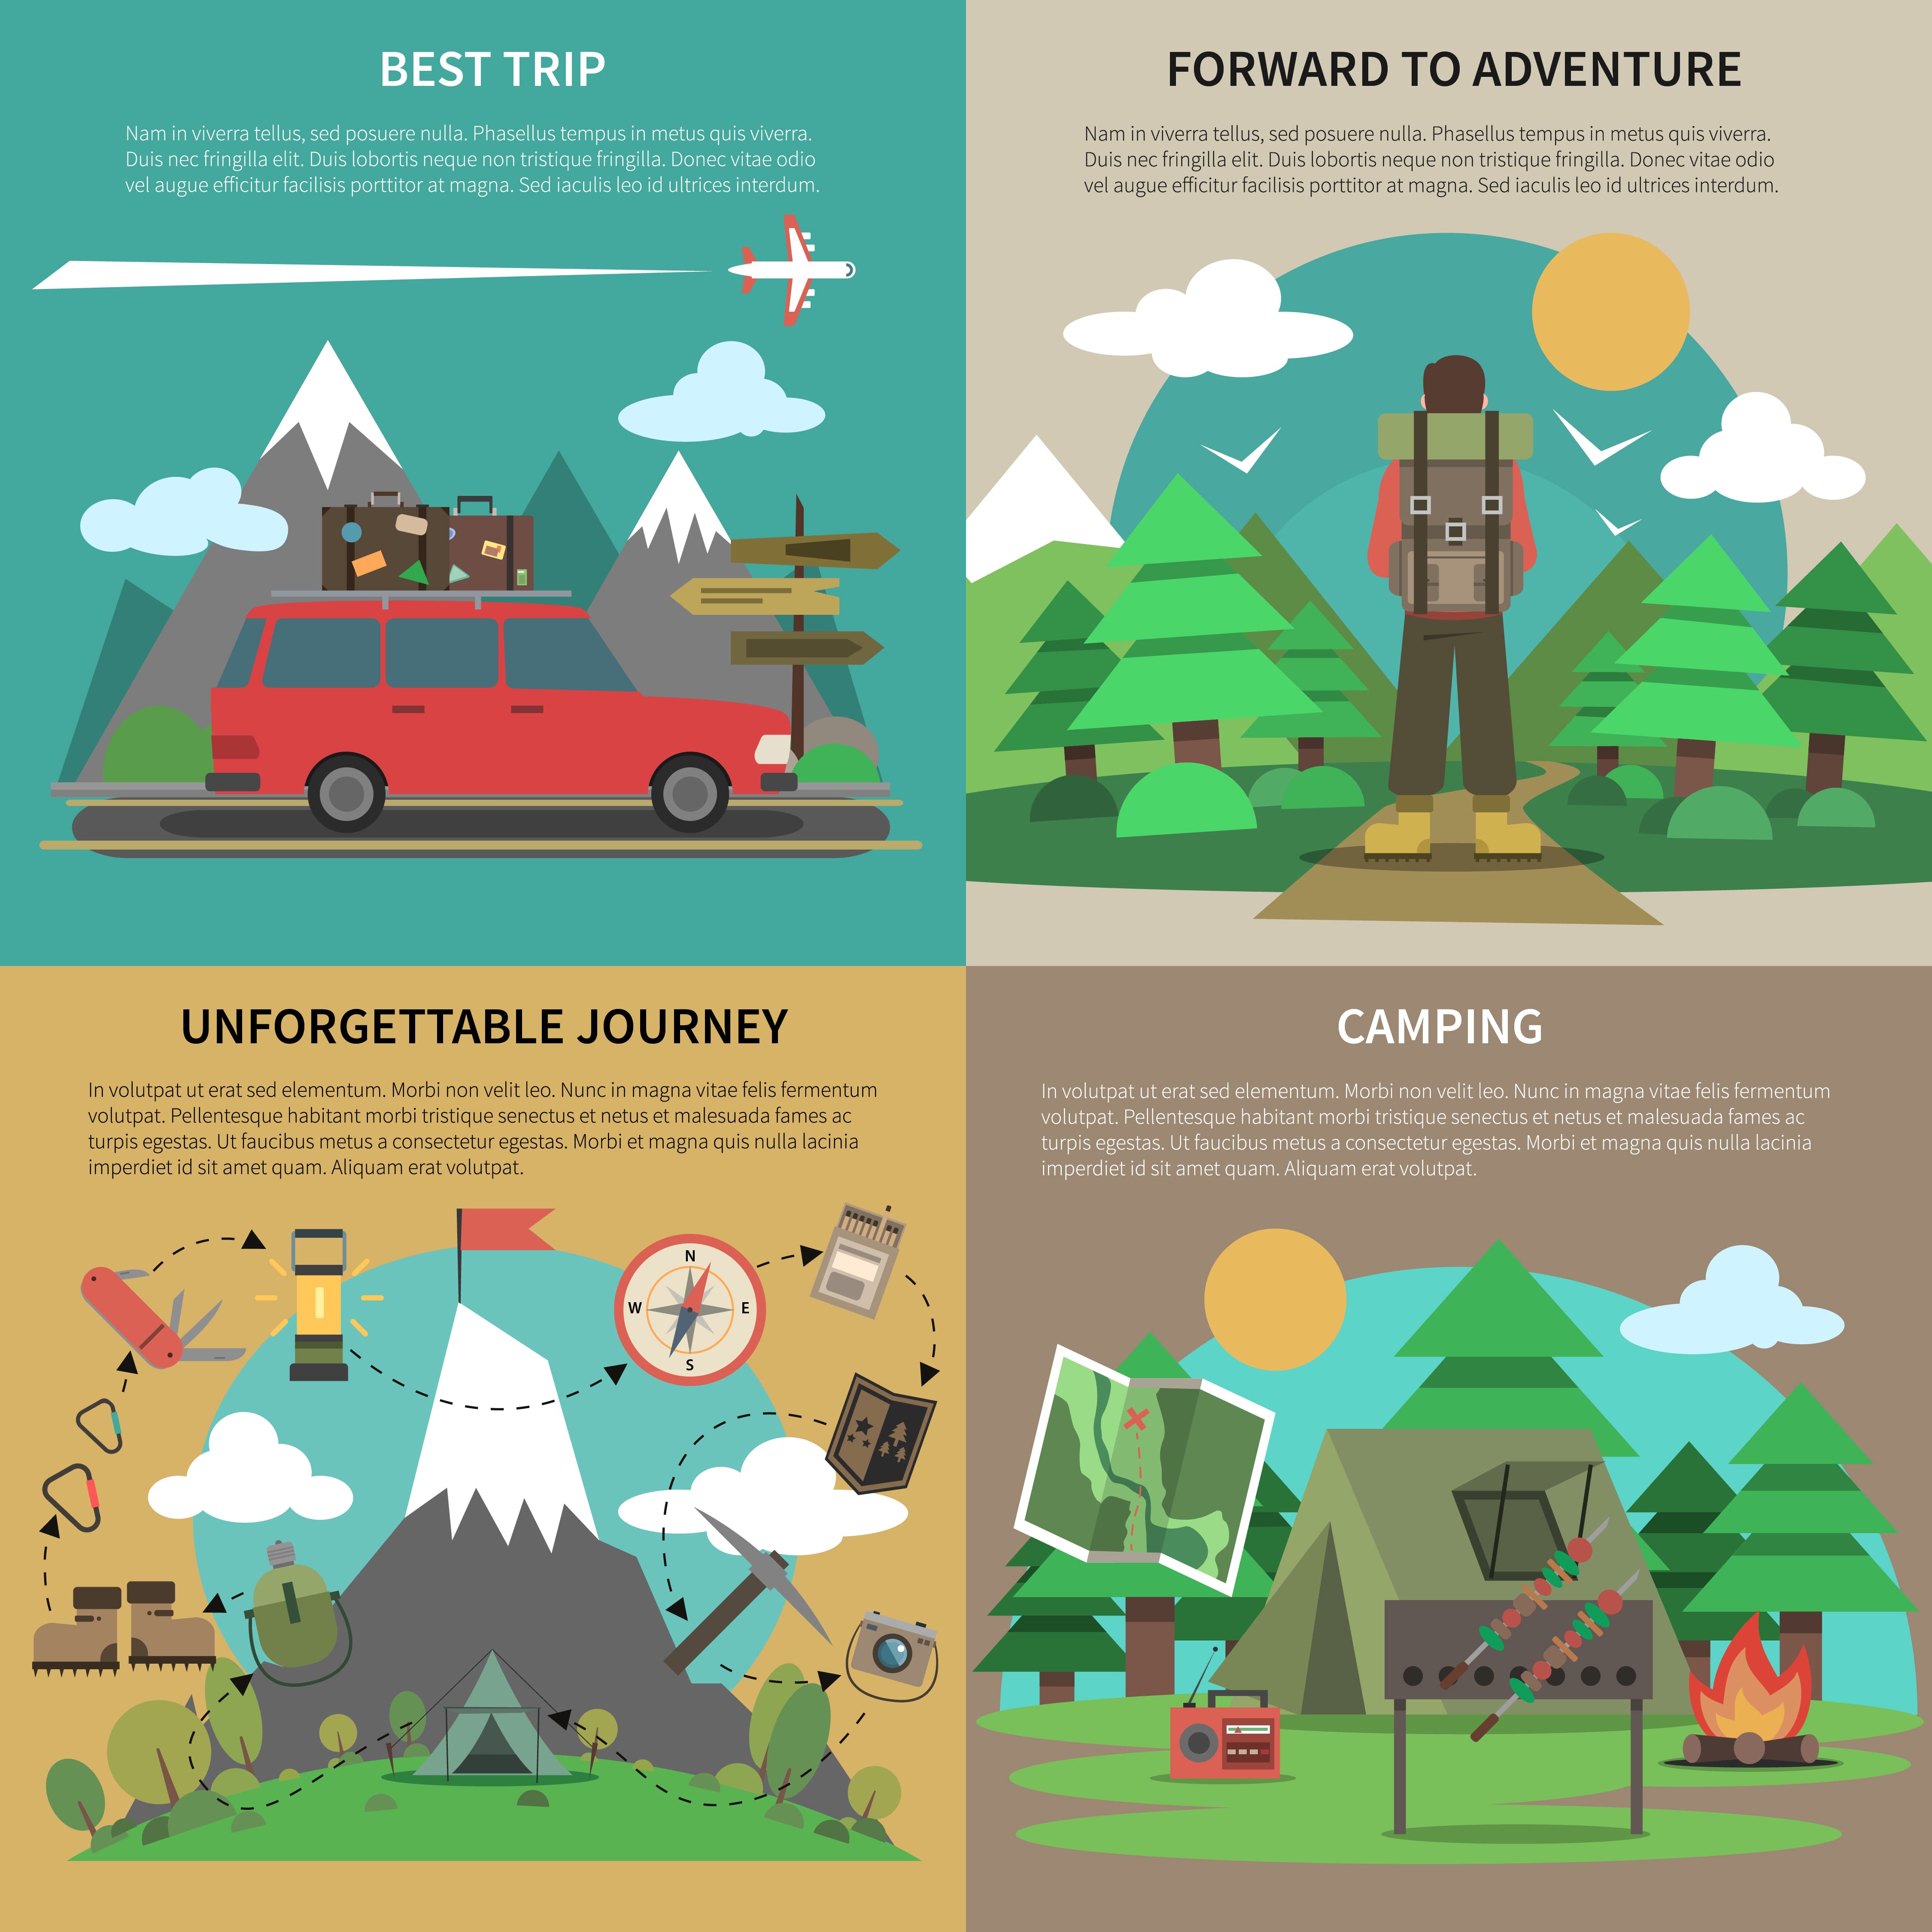 BEST TRIP
Nam in viverra tellus, sed posuere nulla. Phasellus tempus in metus quis viverra.
Duis nec fringilla elit. Duis lobortis neque non tristique fringilla. Donec vitae odio
vel augue efficitur facilisis porttitor at magna. Sed iaculis leo id ultrices interdum.
FORWARD TO ADVENTURE
Nam in viverra tellus, sed posuere nulla. Phasellus tempus in metus quis viverra.
Duis nec fringilla elit. Duis lobortis neque non tristique fringilla. Donec vitae odio
vel augue efficitur facilisis porttitor at magna. Sed iaculis leo id ultrices interdum.
UNFORGETTABLE JOURNEY
In volutpat ut erat sed elementum. Morbi non velit leo. Nunc in magna vitae felis fermentum
volutpat. Pellentesque habitant morbi tristique senectus et netus et malesuada fames ac
turpis egestas. Ut faucibus metus a consectetur egestas. Morbi et magna quis nulla lacinia
imperdiet id sit amet quam. Aliquam erat volutpat.
N
W E
S
CAMPING
In volutpat ut erat sed elementum. Morbi non velit leo. Nunc in magna vitae felis fermentum
volutpat. Pellentesque habitant morbi tristique senectus et netus et malesuada fames ac
turpis egestas. Ut faucibus metus a consectetur egestas. Morbi et magna quis nulla lacinia
imperdiet id sit amet quam. Aliquam erat volutpat.